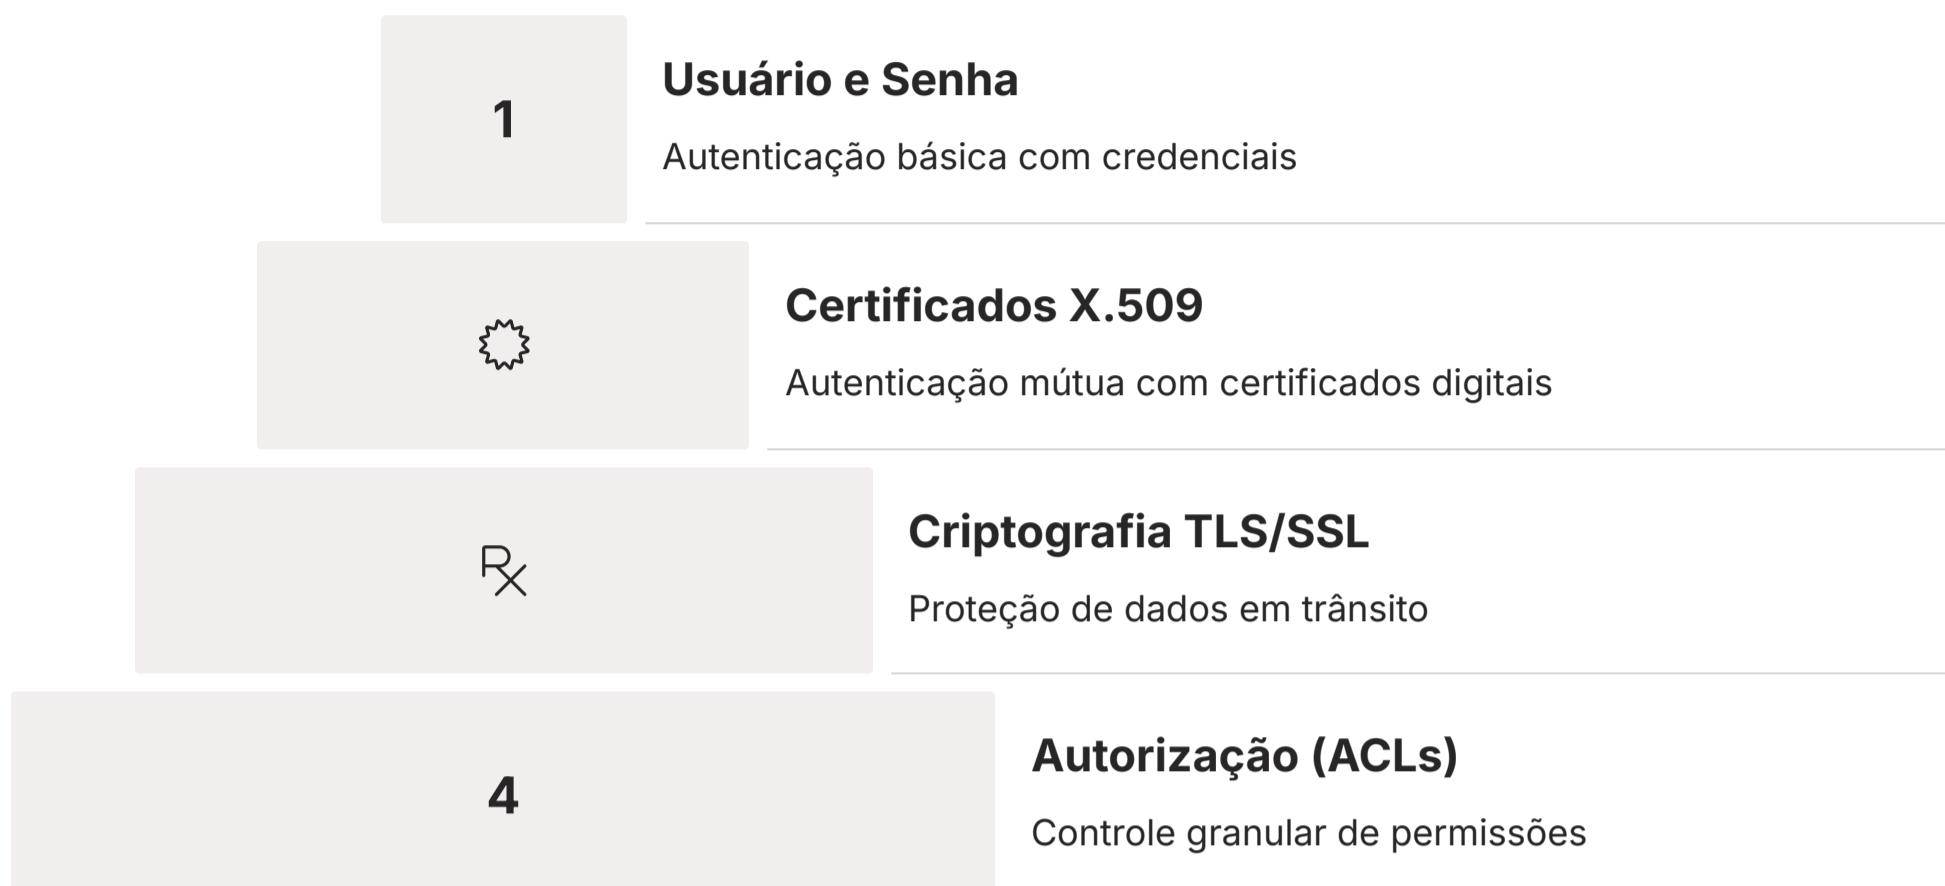 1
Usuário e Senha
Autenticação básica com credenciais
Certificados X.509
Autenticação mútua com certificados digitais
Criptografia TLS/SSL
Proteção de dados em trânsito
4
Autorização (ACLs)
Controle granular de permissões